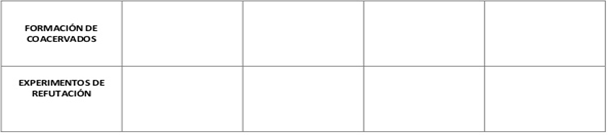 FORMACIÓN DE
COACERVADOS
EXPERIMENTOS DE
REFUTACIÓN